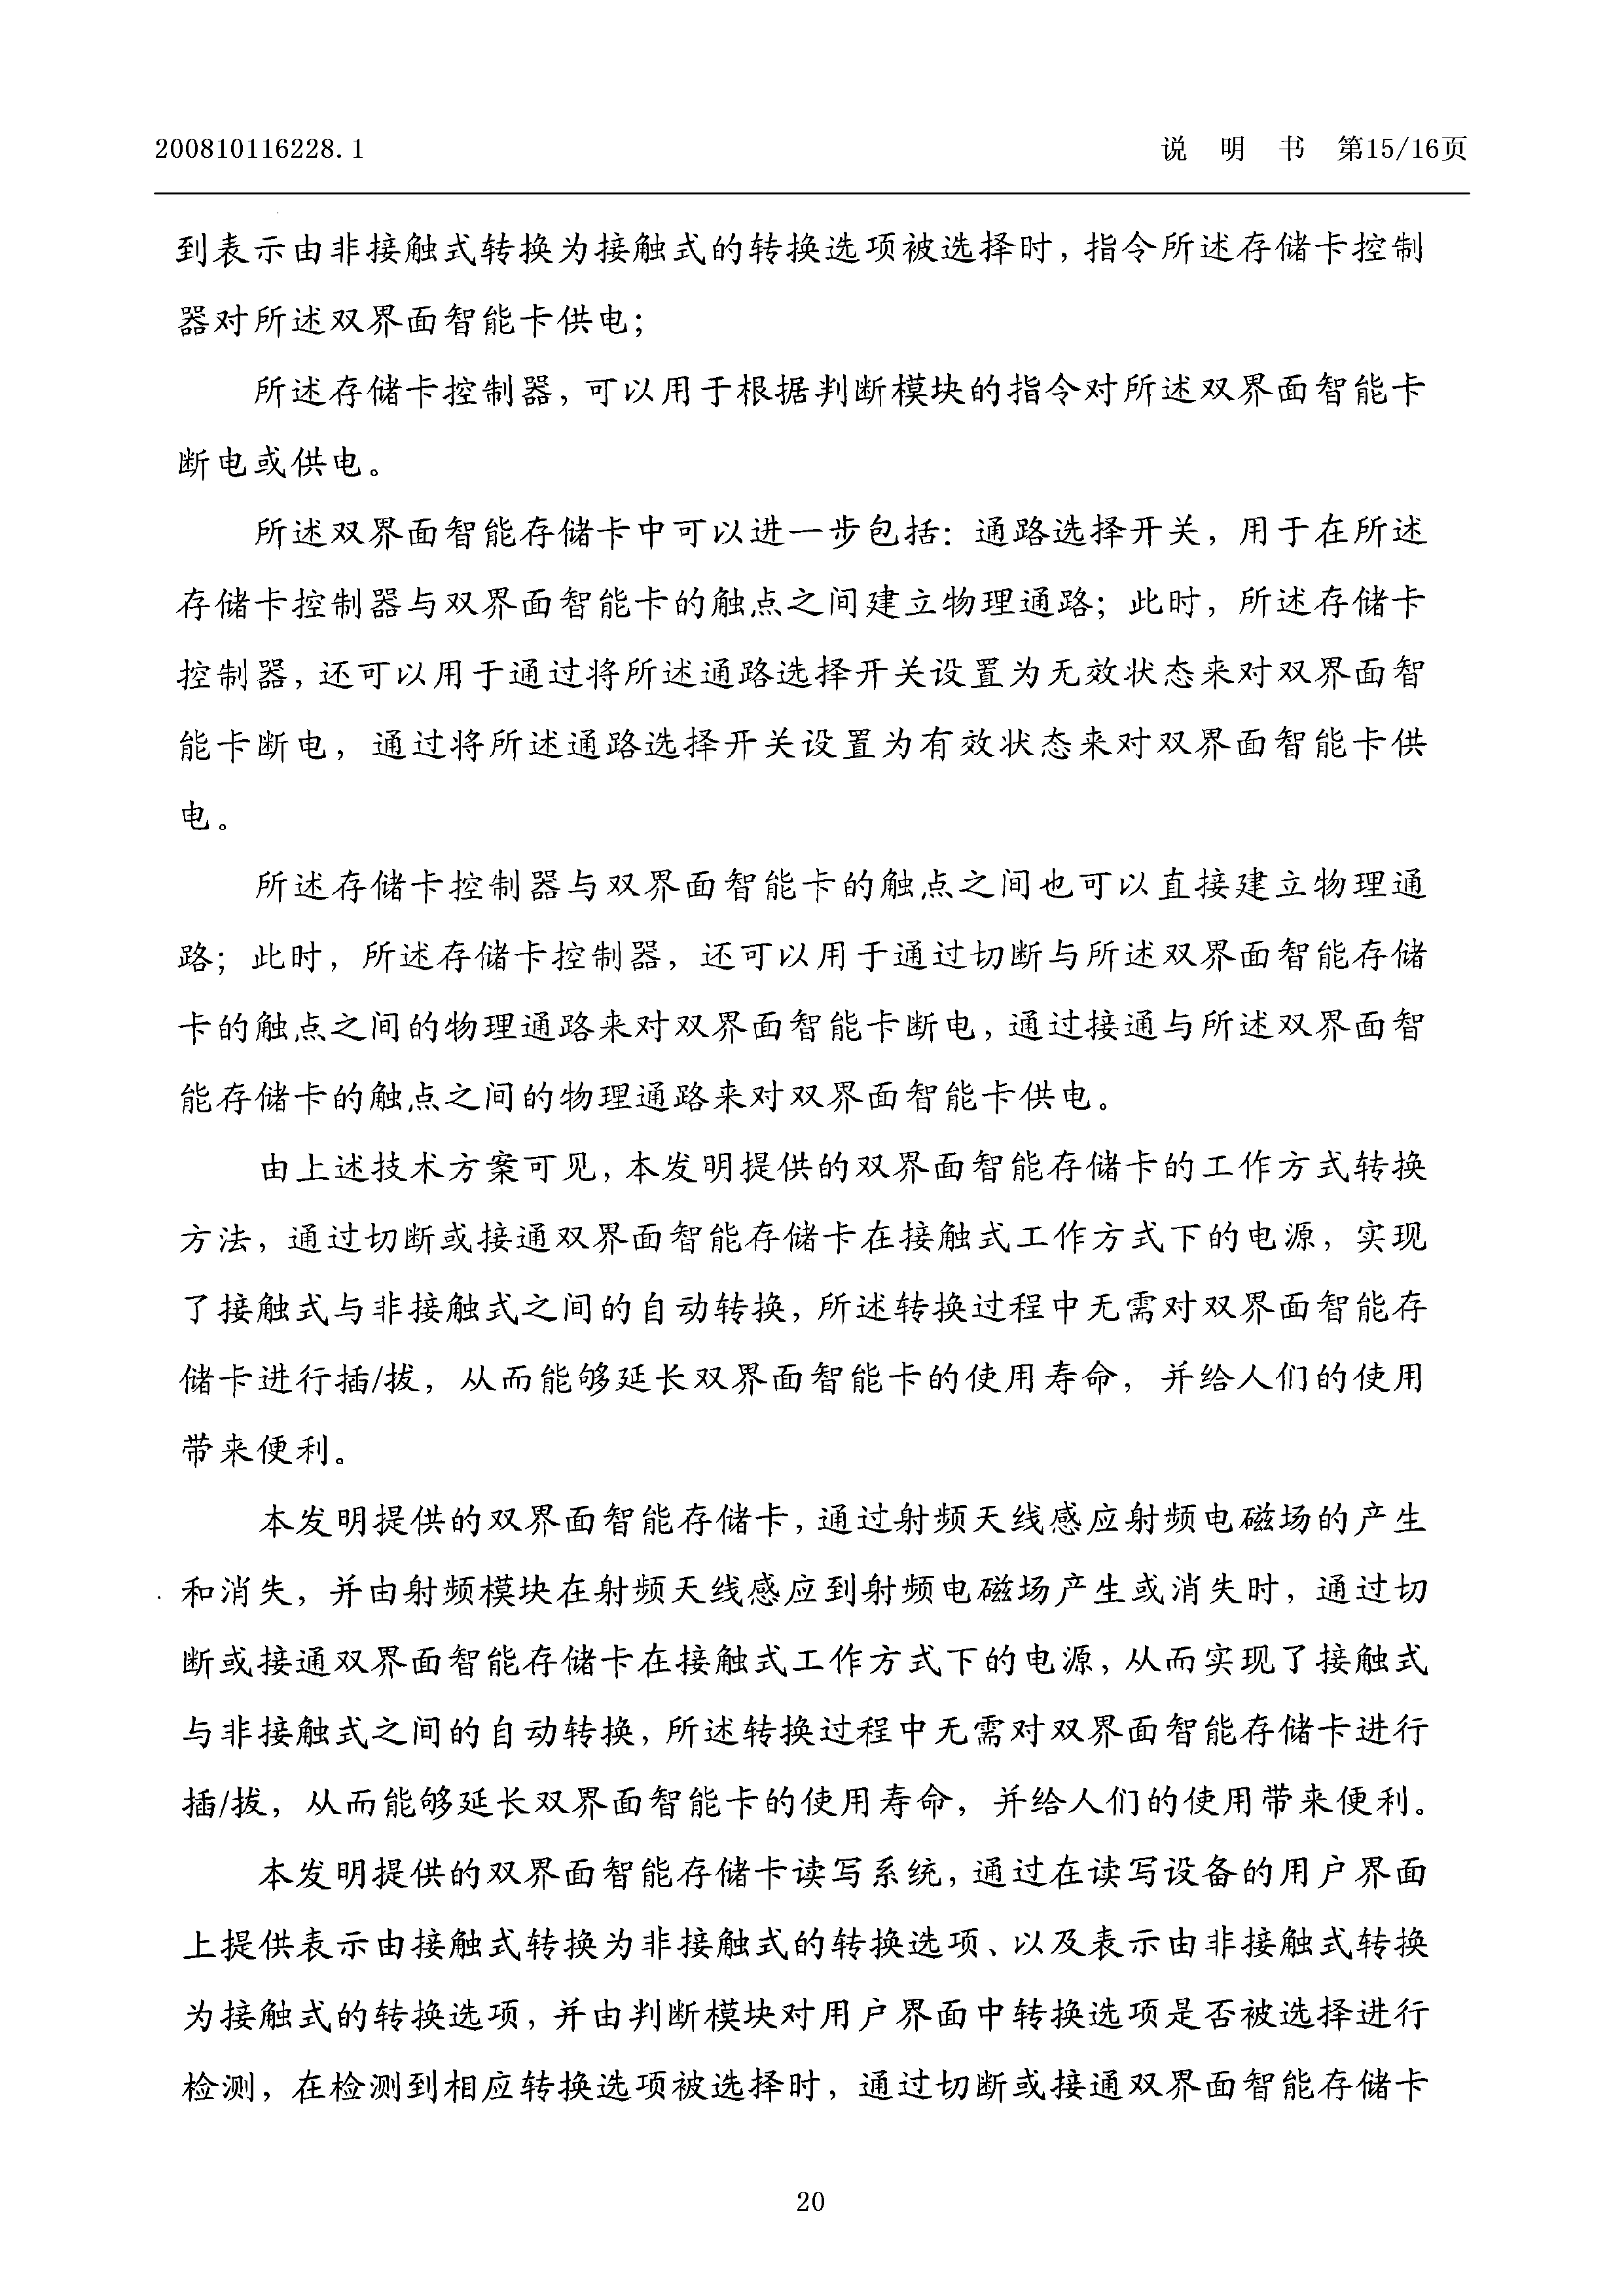 200810116228.1
说 明 书 第15/16页
到表示由非接触式转换为接触式的转换选项被选择时，指令所述存储卡控制
器对所述双界面智能卡供电；
所述存储卡控制器，可以用于根据判断模块的指令对所述双界面智能卡
断电或供电。
所述双界面智能存储卡中可以进一步包括：通路选择开关，用于在所述
存储卡控制器与双界面智能卡的触点之间建立物理通路；此时，所述存储卡
控制器，还可以用于通过将所述通路选择开关设置为无效状态来对双界面智
能卡断电，通过将所述通路选择开关设置为有效状态来对双界面智能卡供
电。
所述存储卡控制器与双界面智能卡的触点之间也可以直接建立物理通
路；此时，所述存储卡控制器，还可以用于通过切断与所述双界面智能存储
卡的触点之间的物理通路来对双界面智能卡断电，通过接通与所述双界面智
能存储卡的触点之间的物理通路来对双界面智能卡供电。
由上述技术方案可见，本发明提供的双界面智能存储卡的工作方式转换
方法，通过切断或接通双界面智能存储卡在接触式工作方式下的电源，实现
了接触式与非接触式之间的自动转换，所述转换过程中无需对双界面智能存
储卡进行插/拔，从而能够延长双界面智能卡的使用寿命，并给人们的使用
带来便利。
本发明提供的双界面智能存储卡，通过射频天线感应射频电磁场的产生
和消失，并由射频模块在射频天线感应到射频电磁场产生或消失时，通过切
断或接通双界面智能存储卡在接触式工作方式下的电源，从而实现了接触式
与非接触式之间的自动转换，所述转换过程中无需对双界面智能存储卡进行
插/拔，从而能够延长双界面智能卡的使用寿命，并给人们的使用带来便利。
本发明提供的双界面智能存储卡读写系统，通过在读写设备的用户界面
上提供表示由接触式转换为非接触式的转换选项、以及表示由非接触式转换
为接触式的转换选项，并由判断模块对用户界面中转换选项是否被选择进行
检测，在检测到相应转换选项被选择时，通过切断或接通双界面智能存储卡
20